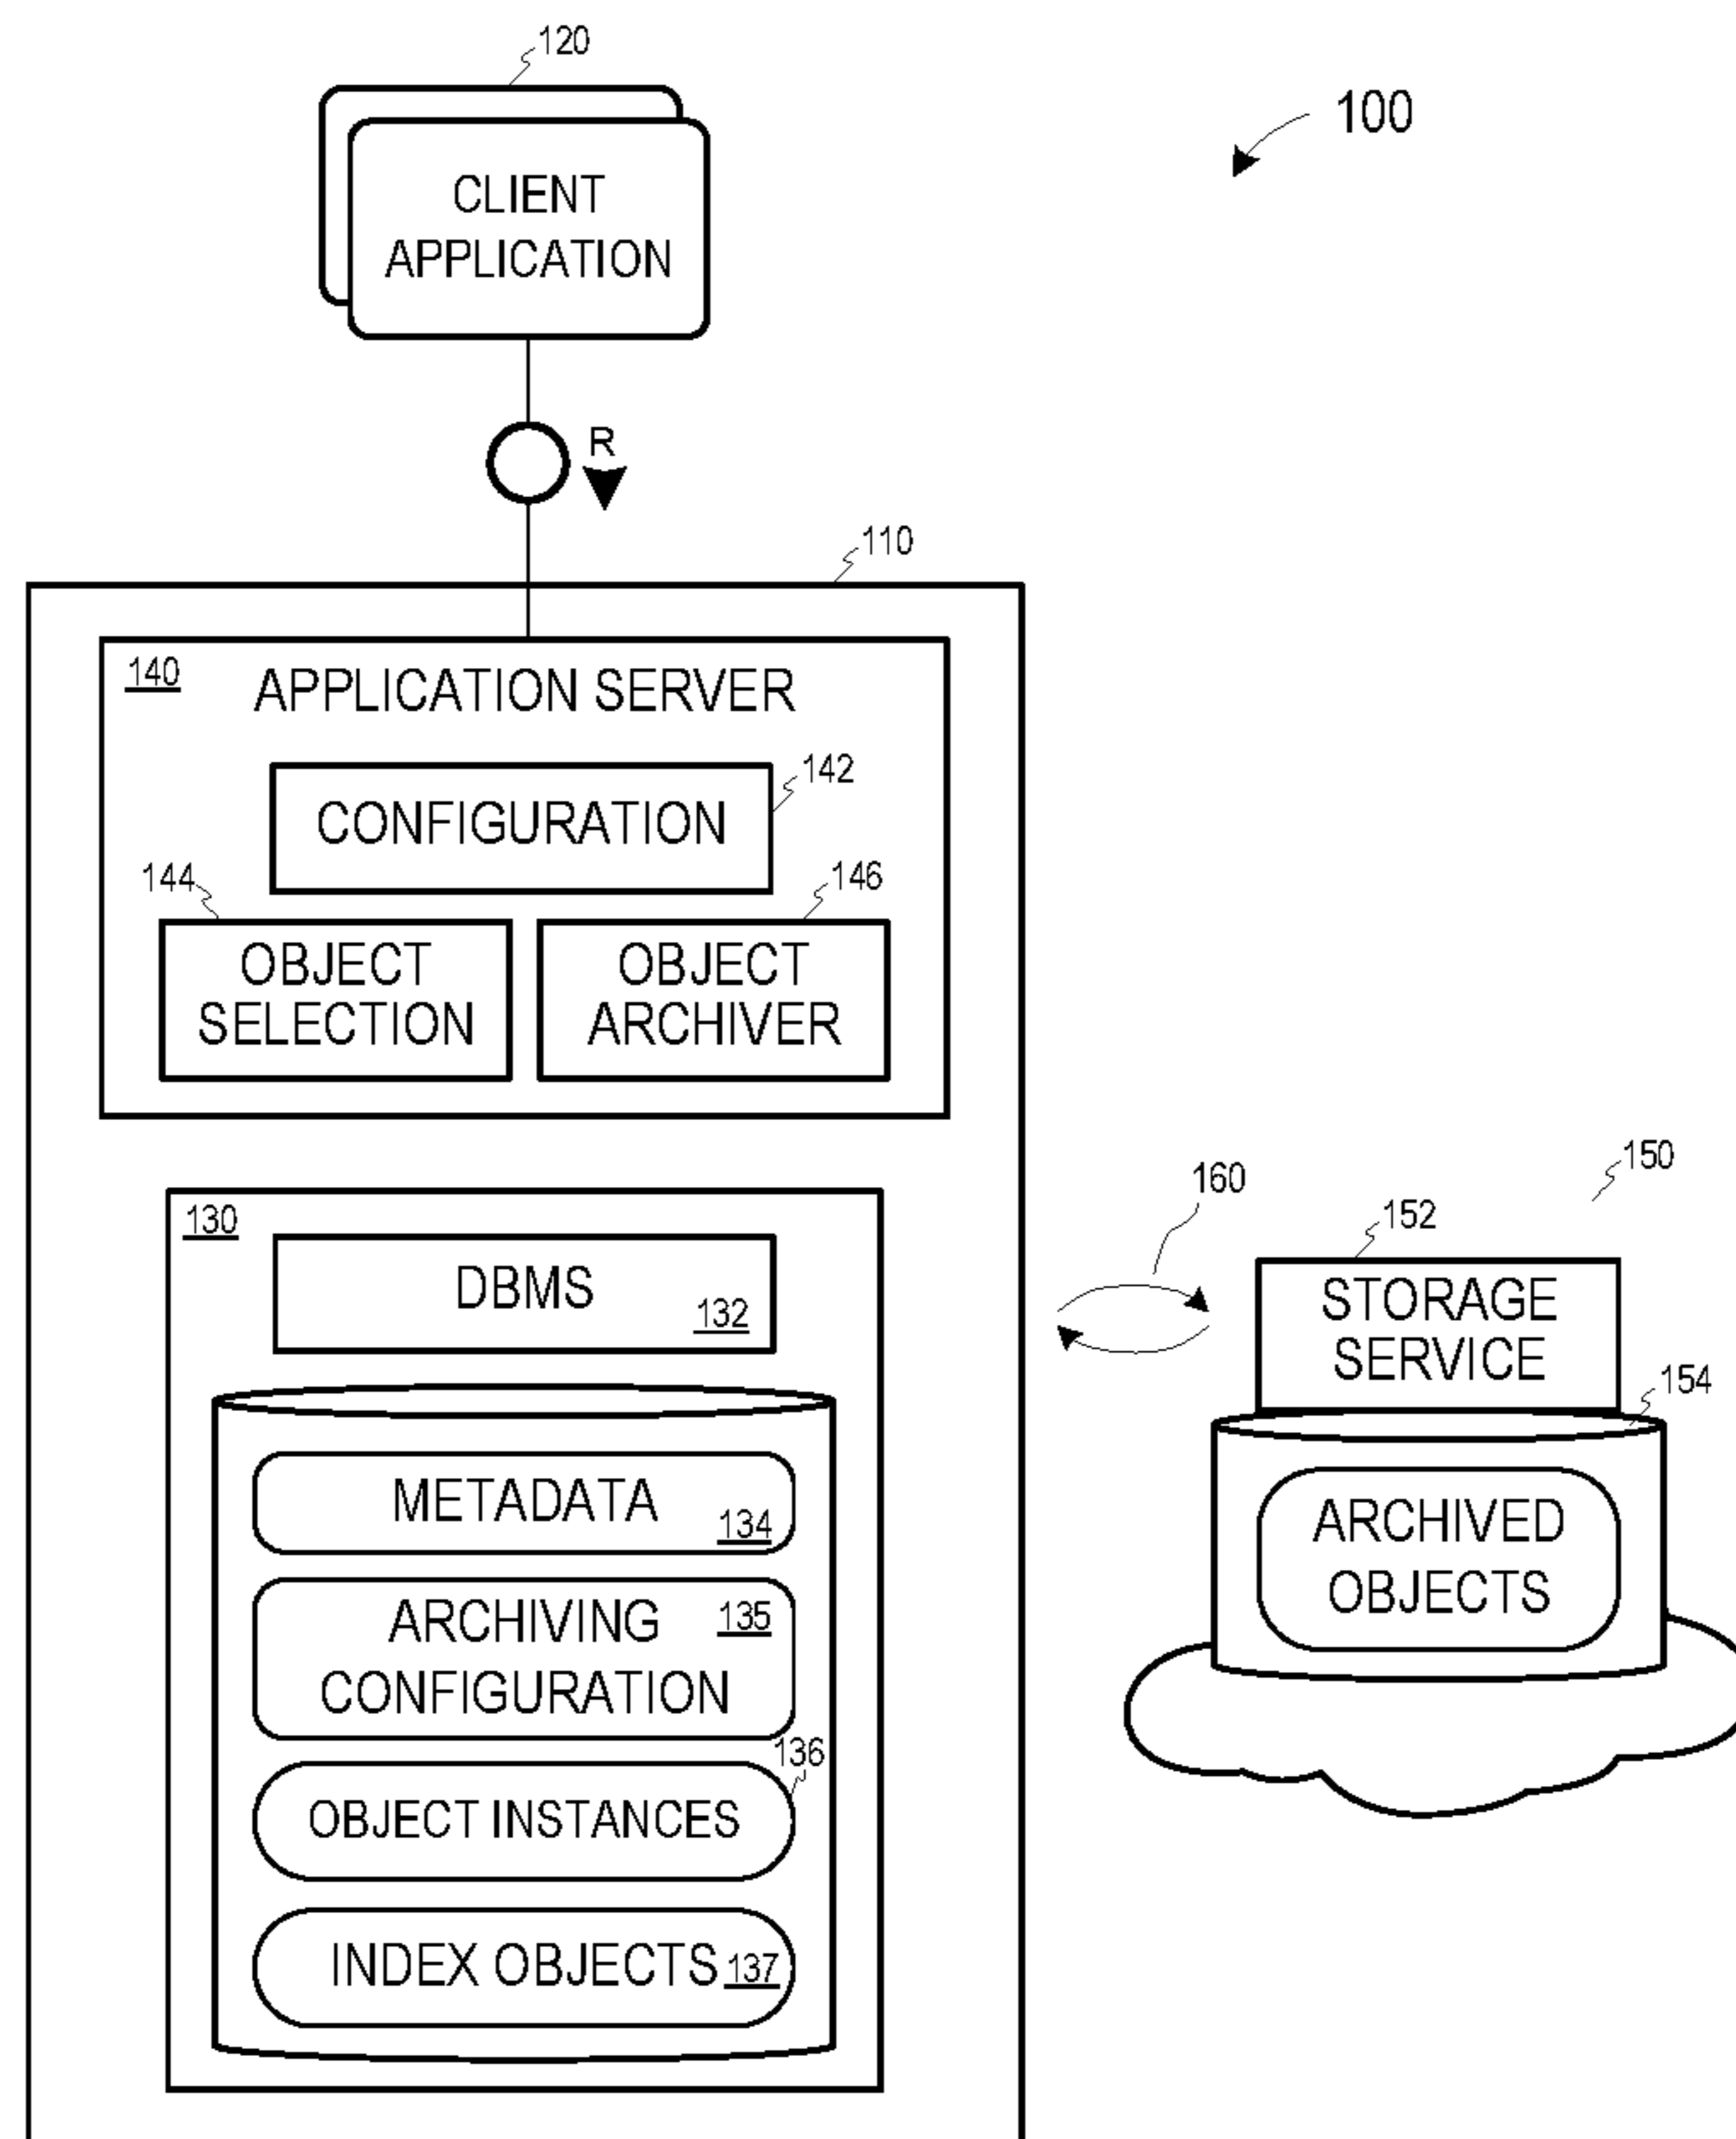 120
100
CLIENT
APPLICATION
R
110
140
APPLICATION SERVER
142
CONFIGURATION
144
146
OBJECT
SELECTION
OBJECT
ARCHIVER
130
DBMS
132
METADATA
134
ARCHIVING
CONFIGURATION
135
136
OBJECT INSTANCES
INDEX OBJECTS
137
160
150
152
STORAGE
SERVICE
154
ARCHIVED
OBJECTS